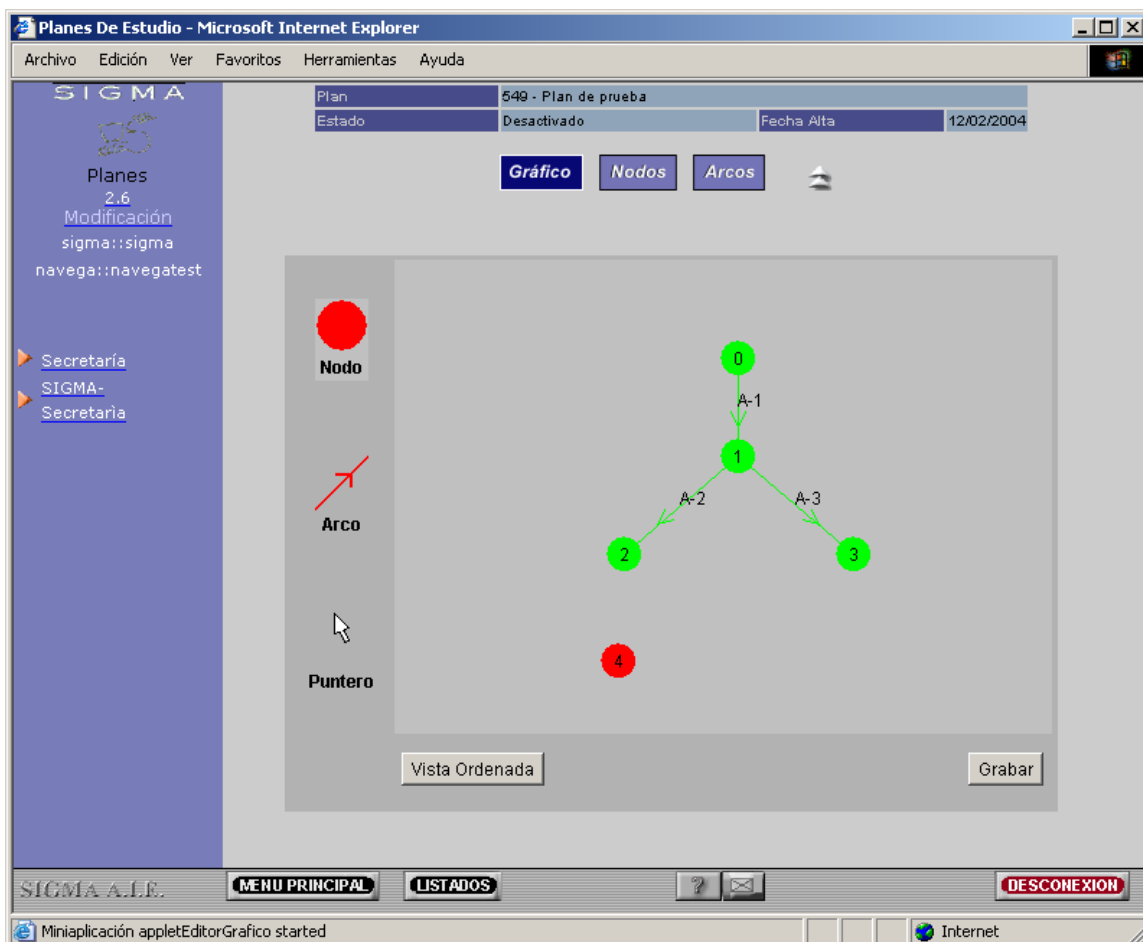 Planes De Estudio - Microsoft Internet Explorer
Archivo Edición Ver Favoritos Herramientas Ayuda
SIGMA
Planes
2.6
Modificación
sigma::sigma
navega::navegatest
Secretaría
SIGMA-
Secretarìa
Plan 549 - Plan de prueba
Estado Desactivado Fecha Alta 12/02/2004
Gráfico Nodos Arcos
Nodo
Arco
Puntero
0
A-1
1
A-2 A-3
2 3
4
Vista Ordenada Grabar
SIGMA A.I.E. MENU PRINCIPAL LISTADOS ? DESCONEXION
Miniaplicación appletEditorGrafico started Internet